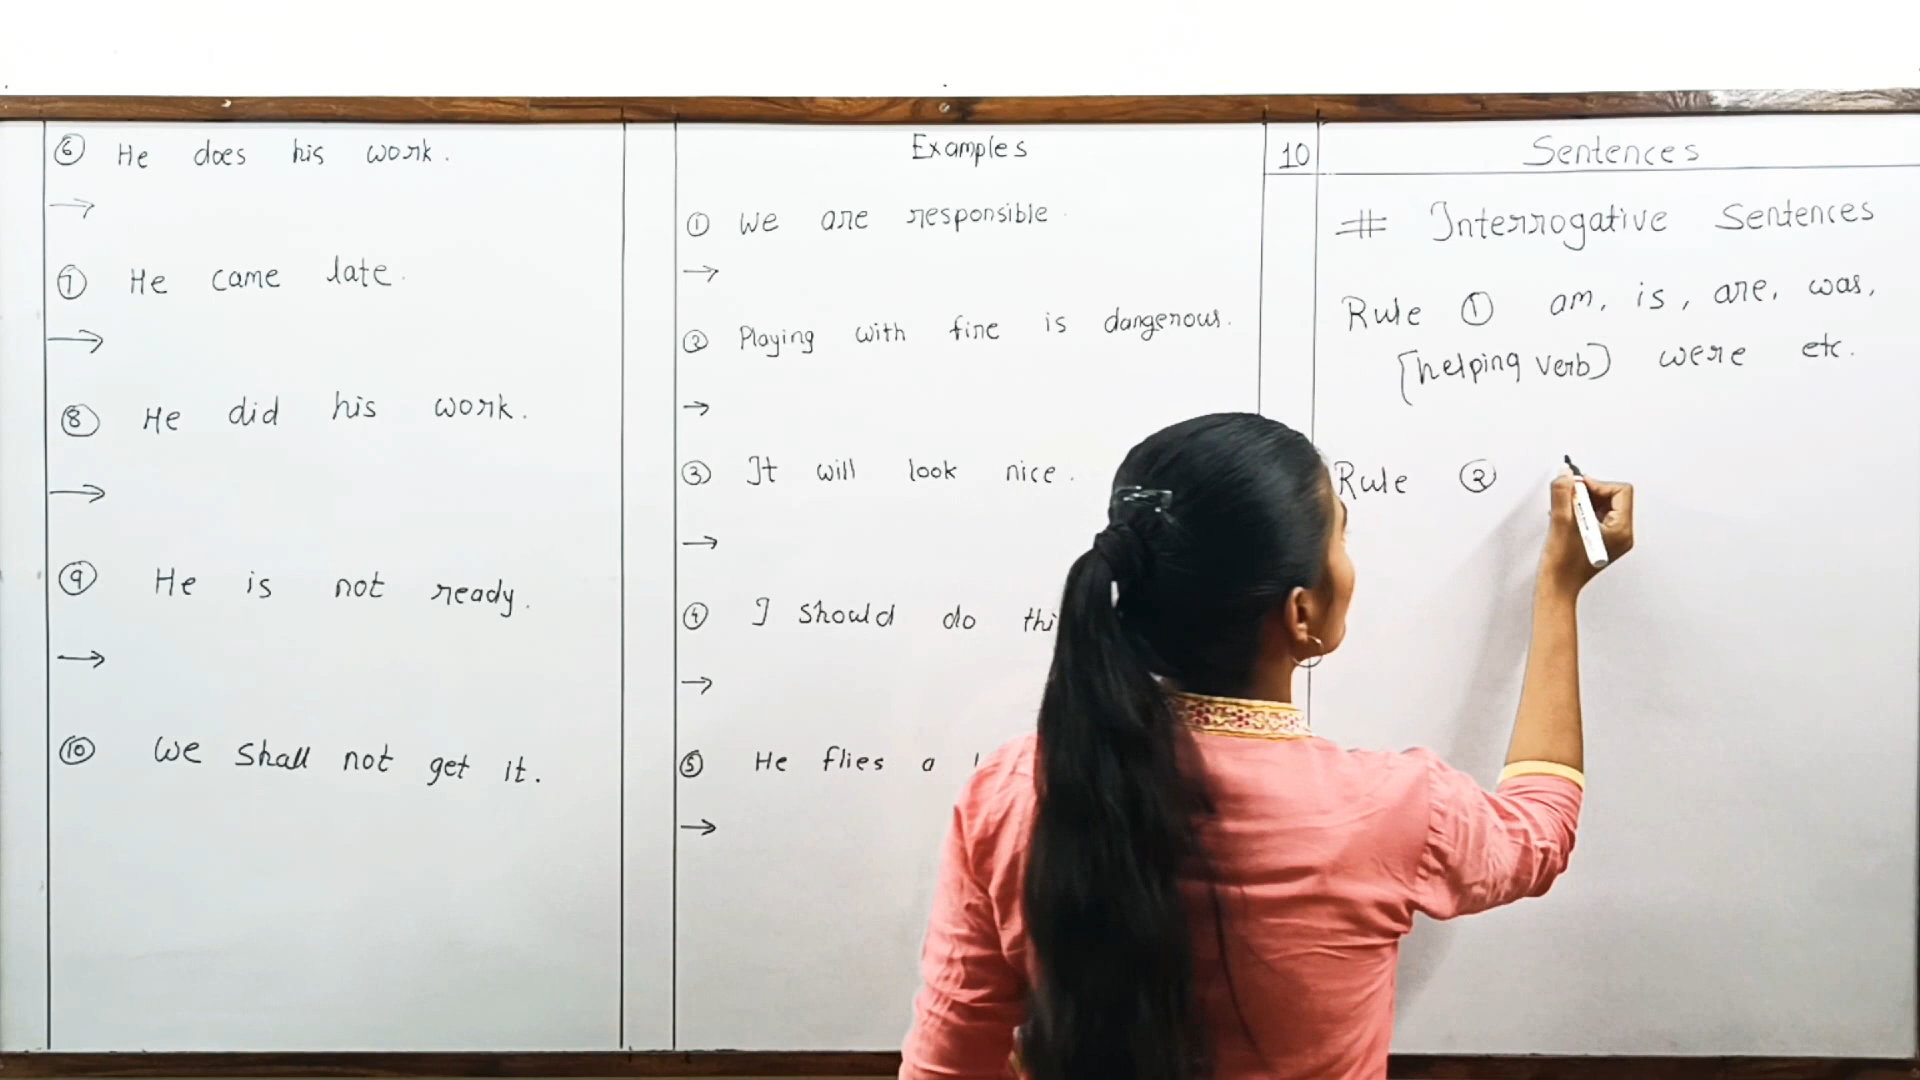 ⑥ He does his work.
→
⑦ He came late.
→
⑧ He did his work.
→
⑨ He is not ready.
→
⑩ We shall not get it.
Examples
① We are responsible
→
② Playing with fire is dangerous.
→
③ It will look nice.
→
④ I should do
→
⑤ He flies a
→
10 Sentences
# Interrogative Sentences
Rule ① am, is, are, was,
[helping verb] were etc.
Rule ②